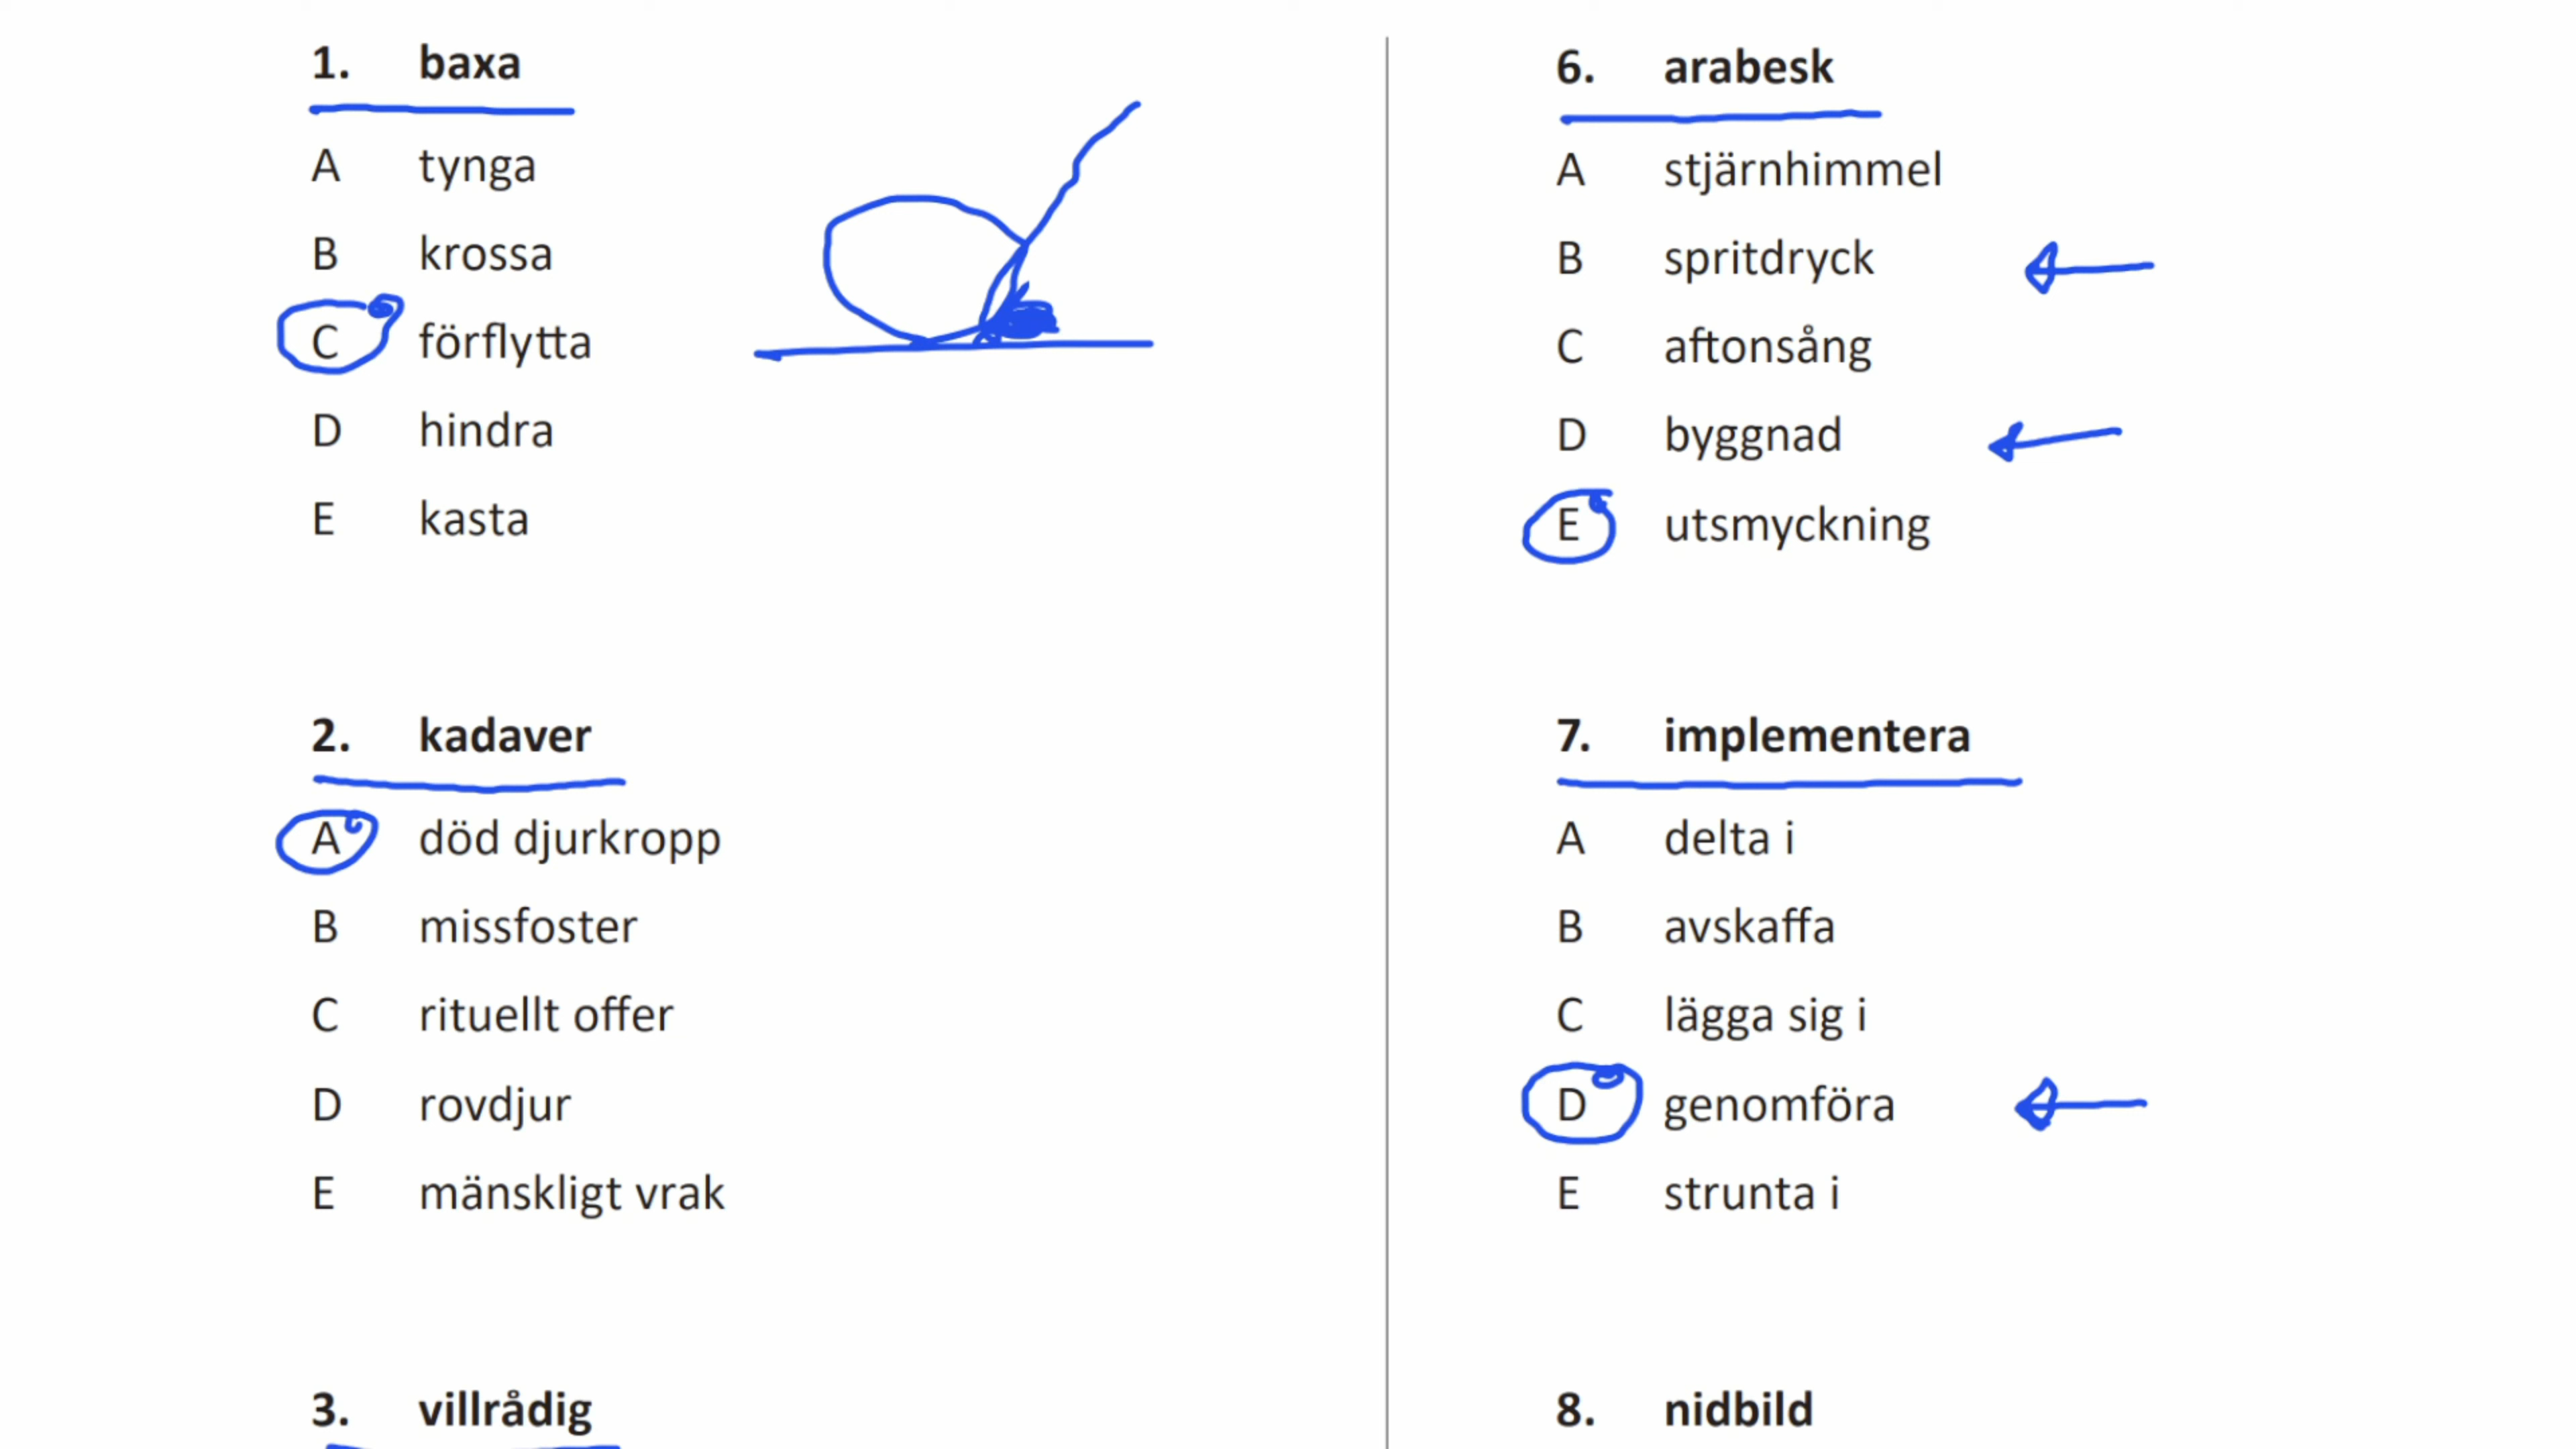 1. baxa
A tynga
B krossa
C förflytta
D hindra
E kasta
2. kadaver
A död djurkropp
B missfoster
C rituellt offer
D rovdjur
E mänskligt vrak
3. villrådig
6. arabesk
A stjärnhimmel
B spritdryck
C aftonsång
D byggnad
E utsmyckning
7. implementera
A delta i
B avskaffa
C lägga sig i
D genomföra
E strunta i
8. nidbild